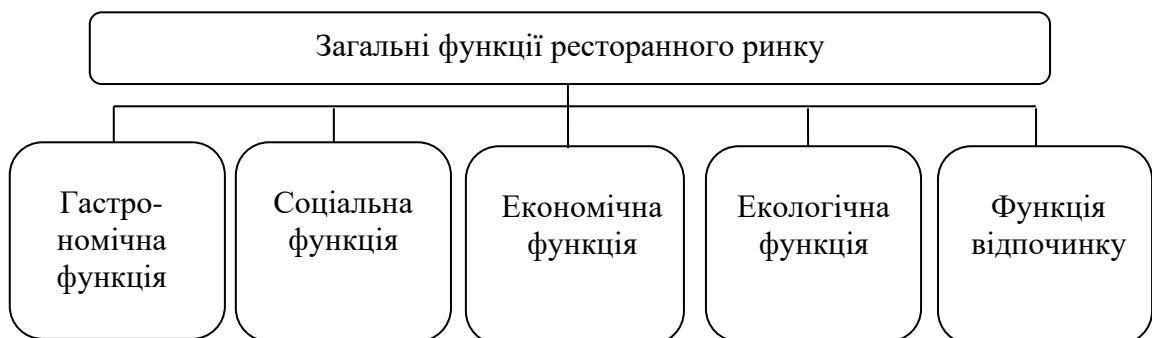 Загальні функції ресторанного ринку
Гастро-
номічна
функція
Соціальна
функція
Економічна
функція
Екологічна
функція
Функція
відпочинку